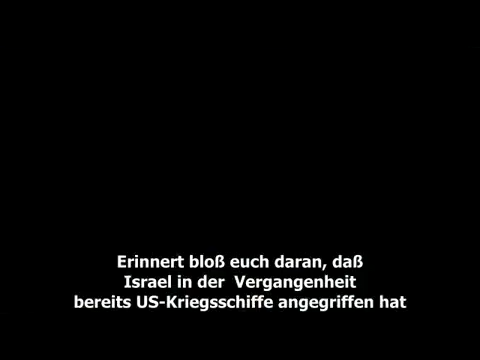 Erinnert bloß euch daran, daß
Israel in der  Vergangenheit
bereits US-Kriegsschiffe angegriffen hat